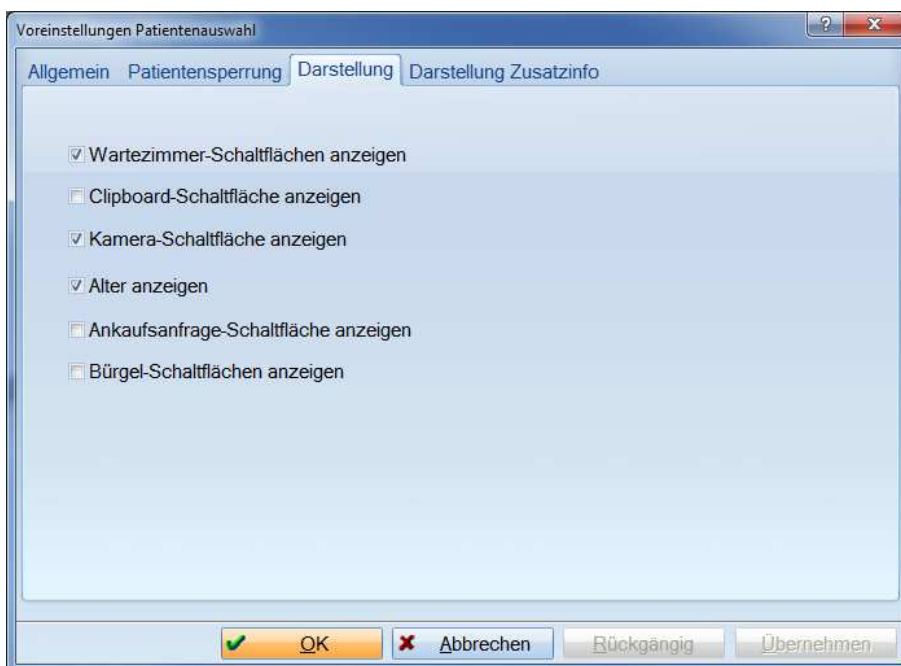 Voreinstellungen Patientenauswahl
Allgemein Patientensperrung Darstellung Darstellung Zusatzinfo
Wartezimmer-Schaltflächen anzeigen
Clipboard-Schaltfläche anzeigen
Kamera-Schaltfläche anzeigen
Alter anzeigen
Ankaufsanfrage-Schaltfläche anzeigen
Bürgel-Schaltflächen anzeigen
OK Abbrechen Rückgängig Übernehmen